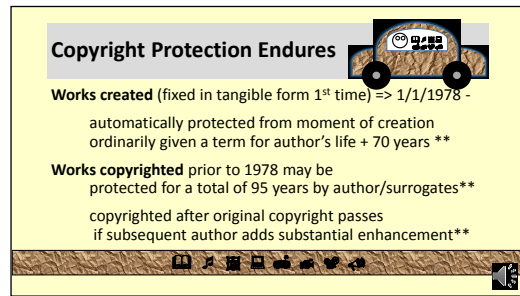 Copyright Protection Endures
Works created (fixed in tangible form 1st time) => 1/1/1978 -
automatically protected from moment of creation
ordinarily given a term for author's life + 70 years **
Works copyrighted prior to 1978 may be
protected for a total of 95 years by author/surrogates**
copyrighted after original copyright passes
if subsequent author adds substantial enhancement**